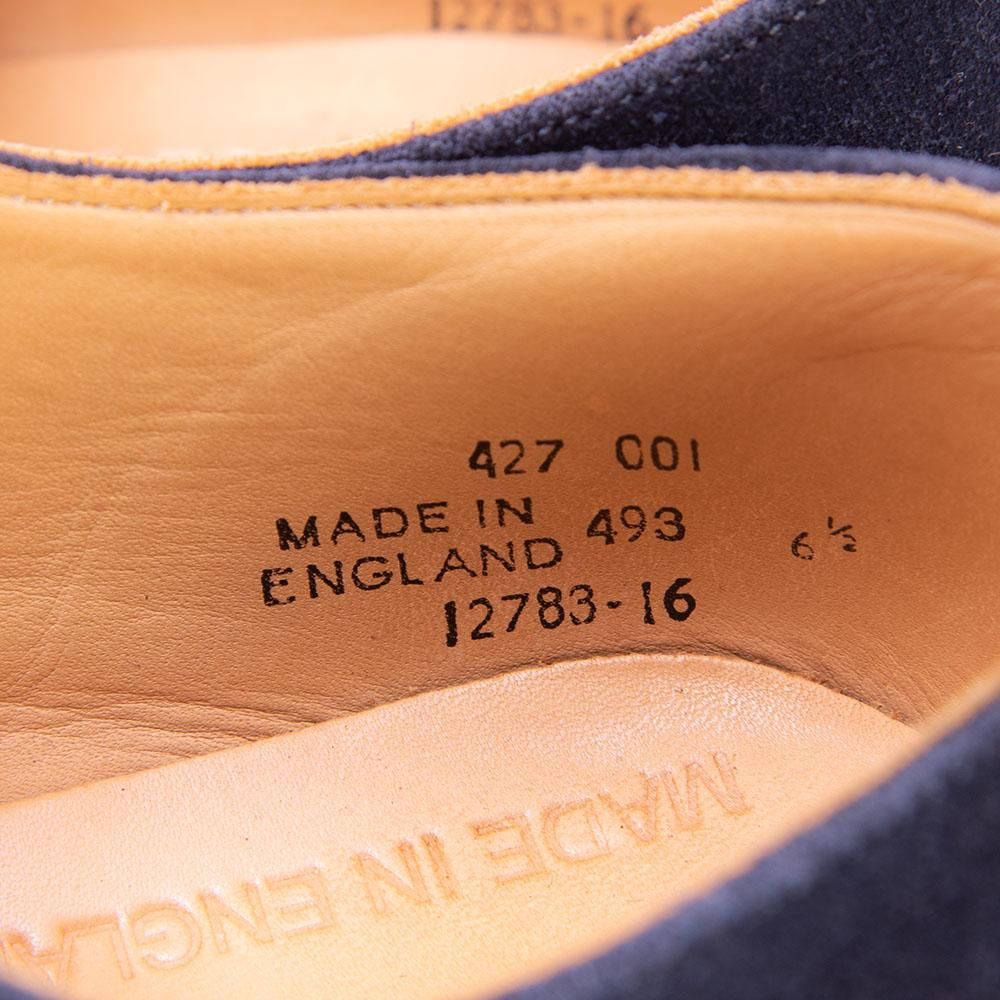 12783-16
427 001
MADE IN 493 6½
ENGLAND
12783-16
MADE IN ENGLA